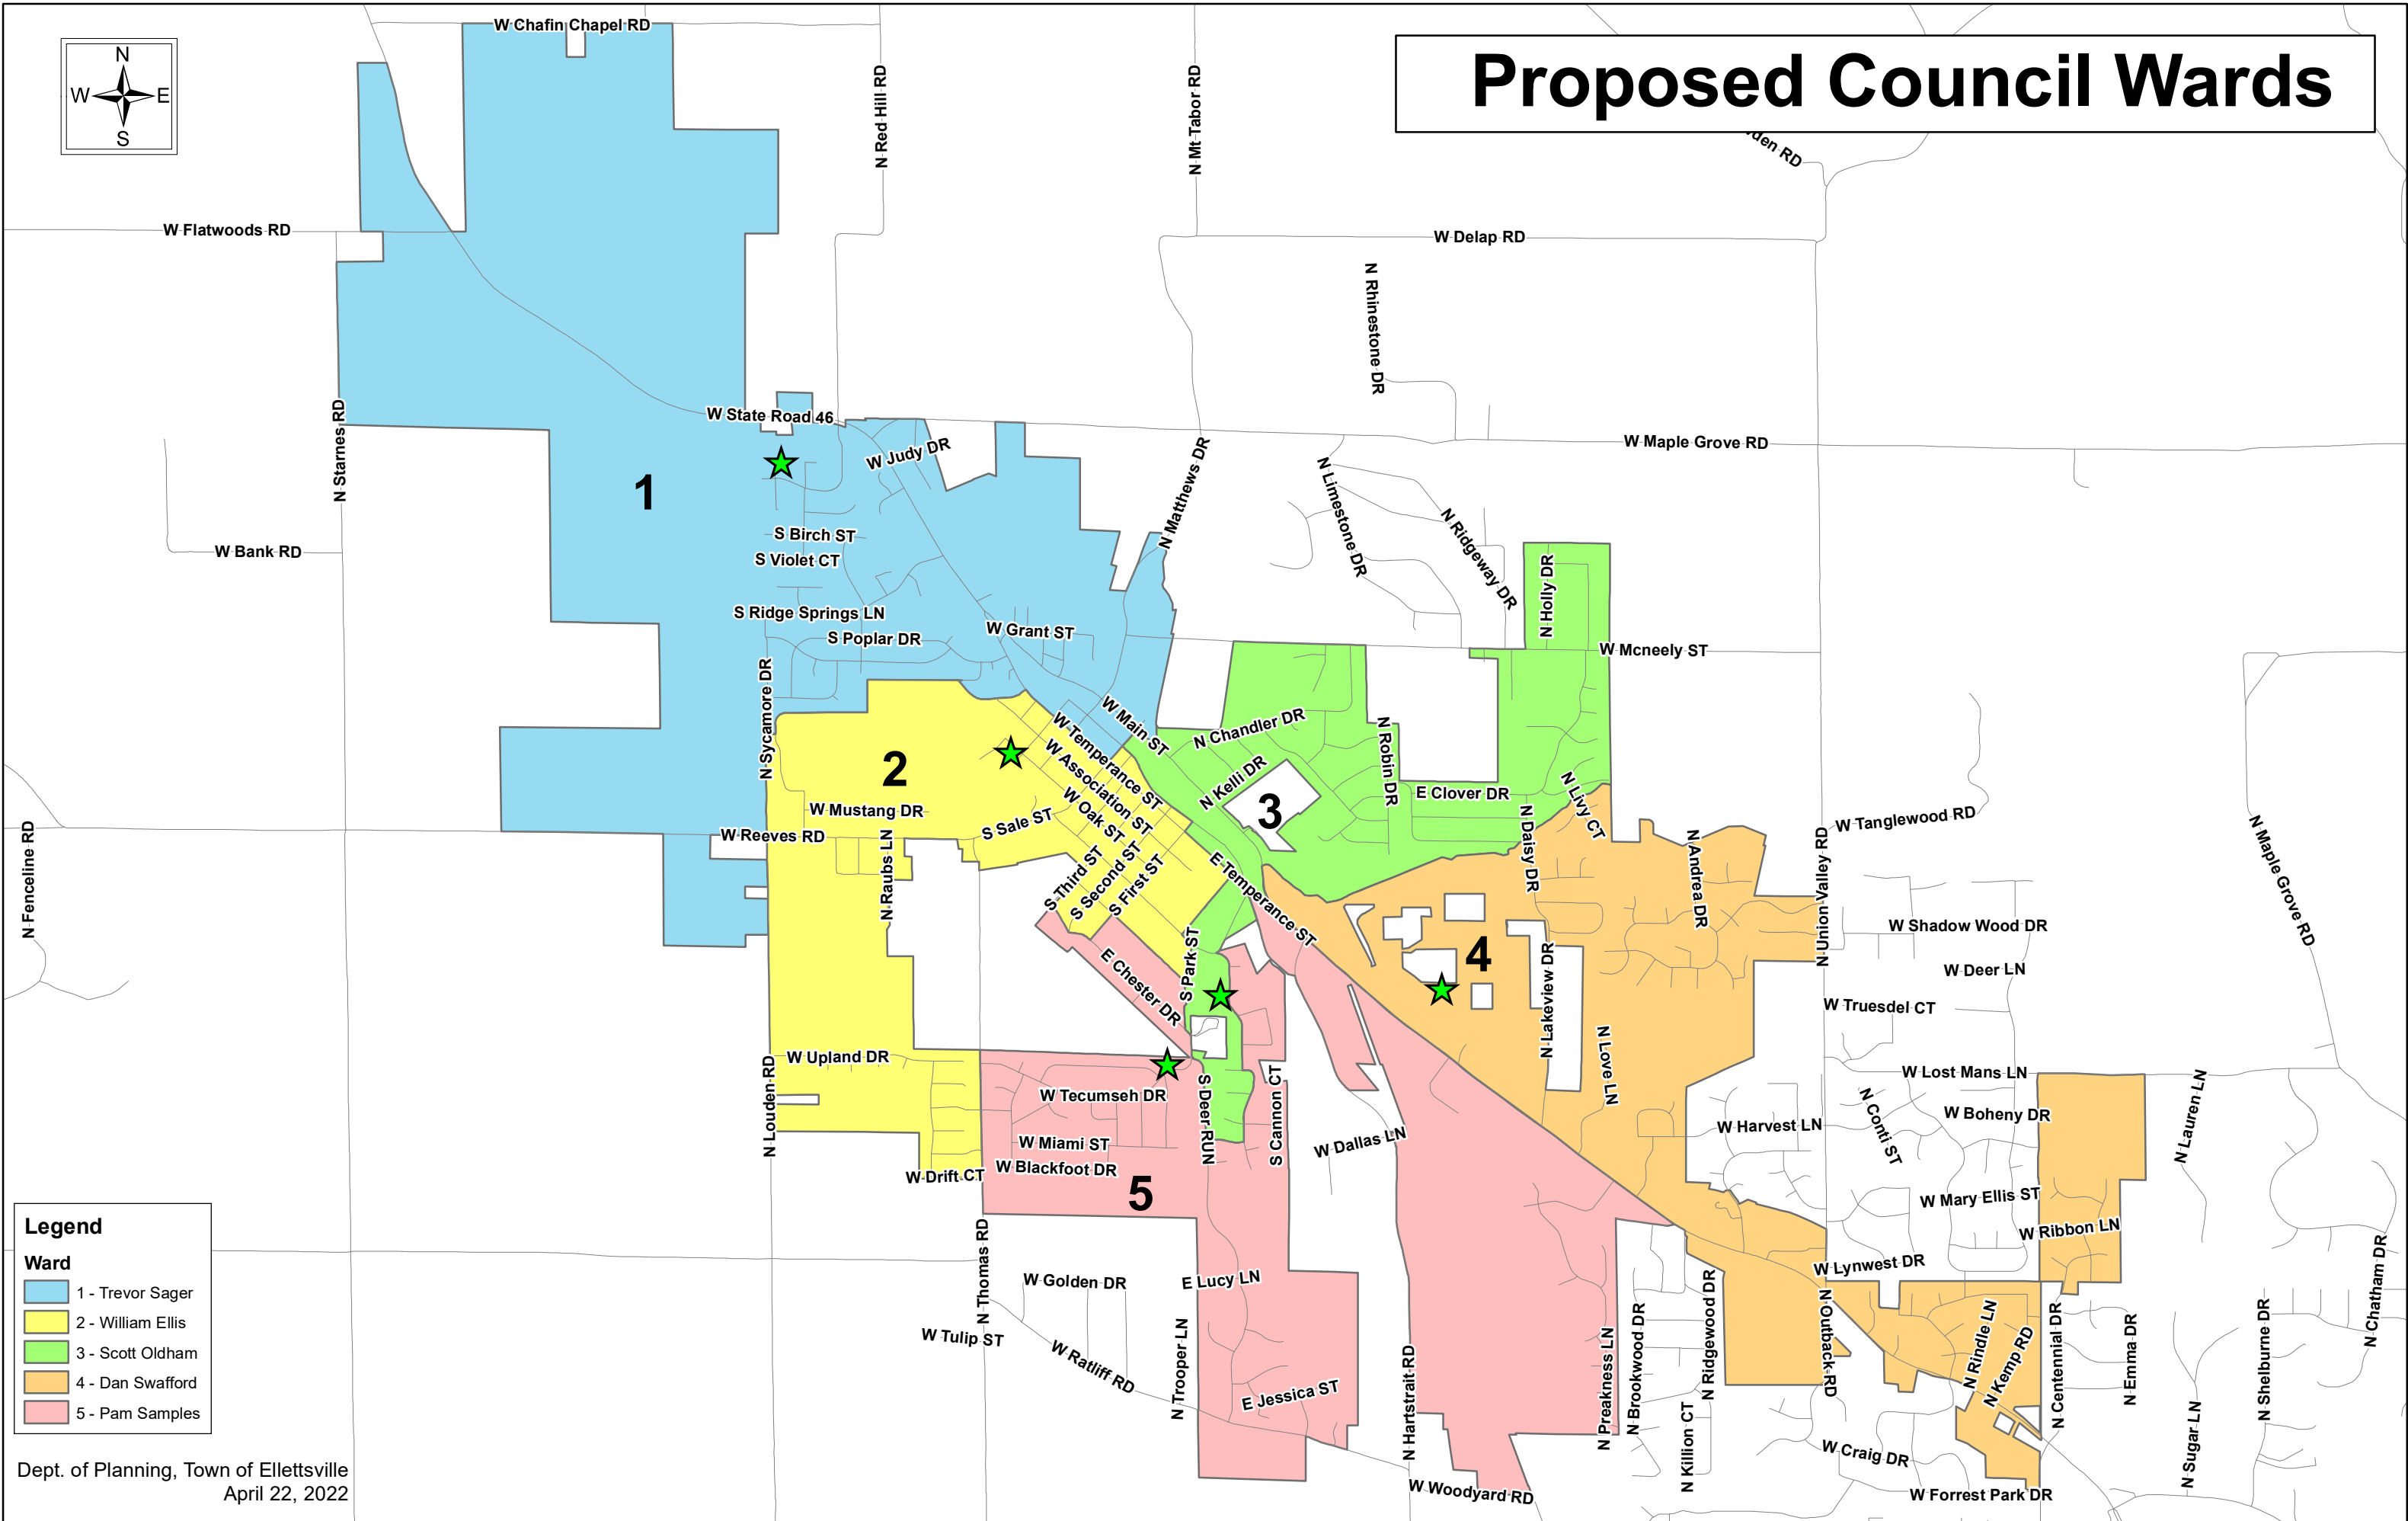 W Chafin Chapel RD
Proposed Council Wards
N
W E
S
N Red Hill RD
N Mt Tabor RD
W Flatwoods RD
W Delap RD
N Rhinestone DR
N Starnes RD
W State Road 46
W Judy DR
W Maple Grove RD
N Matthews DR
N Limestone DR
N Ridgeway DR
1
W Bank RD
S Birch ST
S Violet CT
N Holly DR
S Ridge Springs LN
S Poplar DR
W Grant ST
W Mcneely ST
N Sycamore DR
W Main ST
W Temperance ST
W Association ST
N Chandler DR
N Robin DR
N Kelli DR
2
3
E Clover DR
N Livy CT
W Mustang DR
W Oak ST
S Sale ST
W Reeves RD
N Raubs LN
N Daisy DR
N Andrea DR
W Tanglewood RD
N Union Valley RD
N Maple Grove RD
N Fenceline RD
S Third ST
S Second ST
S First ST
E Temperance ST
W Shadow Wood DR
4
S Park ST
E Chester DR
N Lakeview DR
W Deer LN
W Truesdel CT
W Upland DR
N Louden RD
W Tecumseh DR
S Deer RUN
S Cannon CT
N Love LN
W Lost Mans LN
W Boheny DR
N Conti ST
N Lauren LN
W Harvest LN
W Miami ST
W Dallas LN
W Blackfoot DR
W Drift CT
5
W Mary Ellis ST
W Ribbon LN
N Thomas RD
W Golden DR
E Lucy LN
W Lynwest DR
N Outback RD
N Chatham DR
W Tulip ST
W Ratliff RD
N Trooper LN
E Jessica ST
N Hartstrait RD
N Preakness LN
N Brookwood DR
N Ridgewood DR
N Killion CT
N Rindle LN
N Kemp RD
N Centennial DR
N Emma DR
N Shelburne DR
N Sugar LN
W Craig DR
W Woodyard RD
W Forrest Park DR
Legend
Ward
1 - Trevor Sager
2 - William Ellis
3 - Scott Oldham
4 - Dan Swafford
5 - Pam Samples
Dept. of Planning, Town of Ellettsville
April 22, 2022